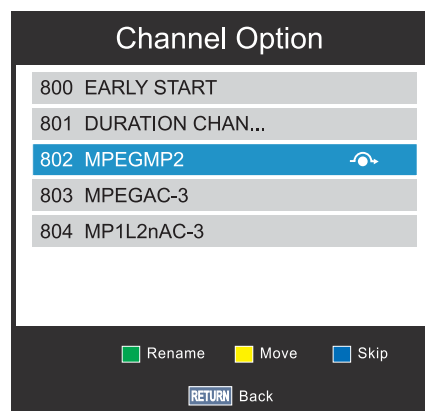 Channel Option
800 EARLY START
801 DURATION CHAN...
802 MPEGMP2
803 MPEGAC-3
804 MP1L2nAC-3
Rename Move Skip
RETURN Back